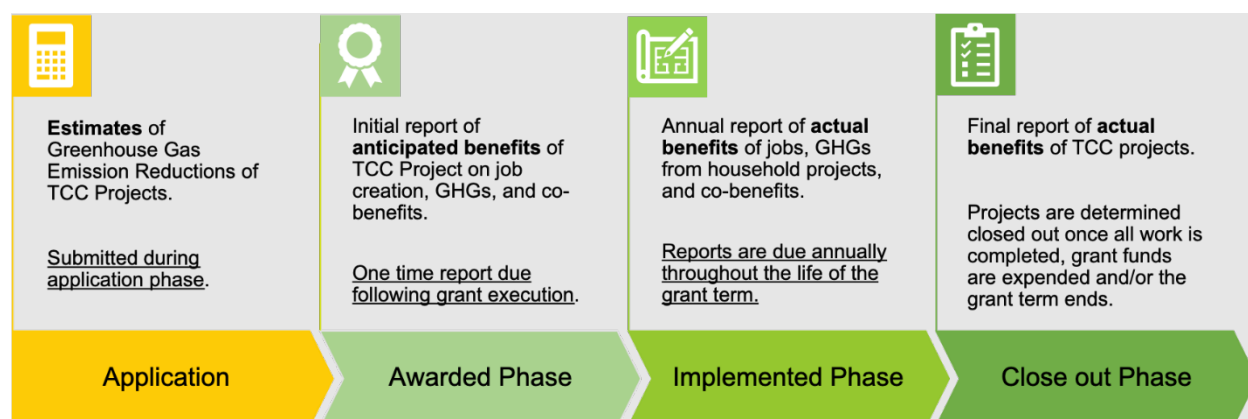 Estimates of
Greenhouse Gas
Emission Reductions of
TCC Projects.
Submitted during
application phase.
Application
Initial report of
anticipated benefits of
TCC Project on job
creation, GHGs, and co-
benefits.
One time report due
following grant execution.
Awarded Phase
Annual report of actual
benefits of jobs, GHGs
from household projects,
and co-benefits.
Reports are due annually
throughout the life of the
grant term.
Implemented Phase
Final report of actual
benefits of TCC projects.
Projects are determined
closed out once all work is
completed, grant funds
are expended and/or the
grant term ends.
Close out Phase